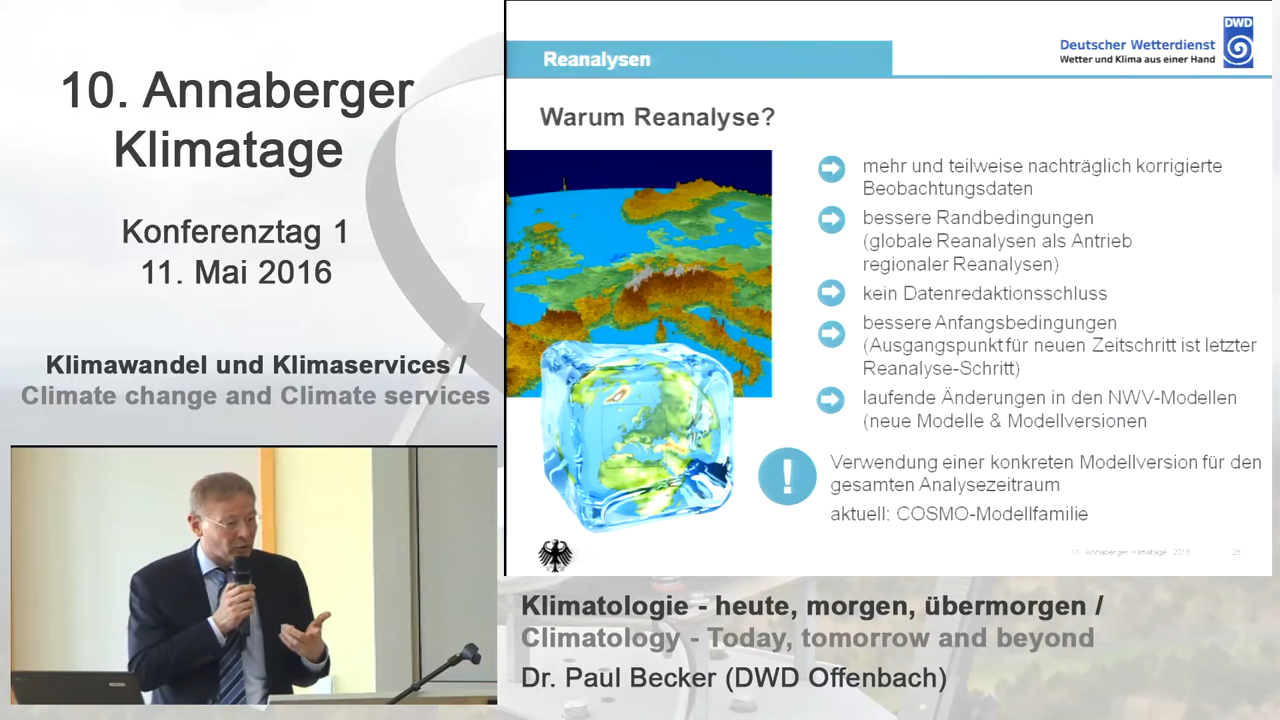 10. Annaberger
Klimatage
Konferenztag 1
11. Mai 2016
Klimawandel und Klimaservices /
Climate change and Climate services
Reanalysen
DWD
Deutscher Wetterdienst
Wetter und Klima aus einer Hand
Warum Reanalyse?
mehr und teilweise nachträglich korrigierte
Beobachtungsdaten
bessere Randbedingungen
(globale Reanalysen als Antrieb
regionaler Reanalysen)
kein Datenredaktionsschluss
bessere Anfangsbedingungen
(Ausgangspunkt für neuen Zeitschritt ist letzter
Reanalyse-Schritt)
laufende Änderungen in den NWV-Modellen
(neue Modelle & Modellversionen
!
Verwendung einer konkreten Modellversion für den
gesamten Analysezeitraum
aktuell: COSMO-Modellfamilie
10. Annaberger Klimatage 2016
Klimatologie - heute, morgen, übermorgen /
Climatology - Today, tomorrow and beyond
Dr. Paul Becker (DWD Offenbach)